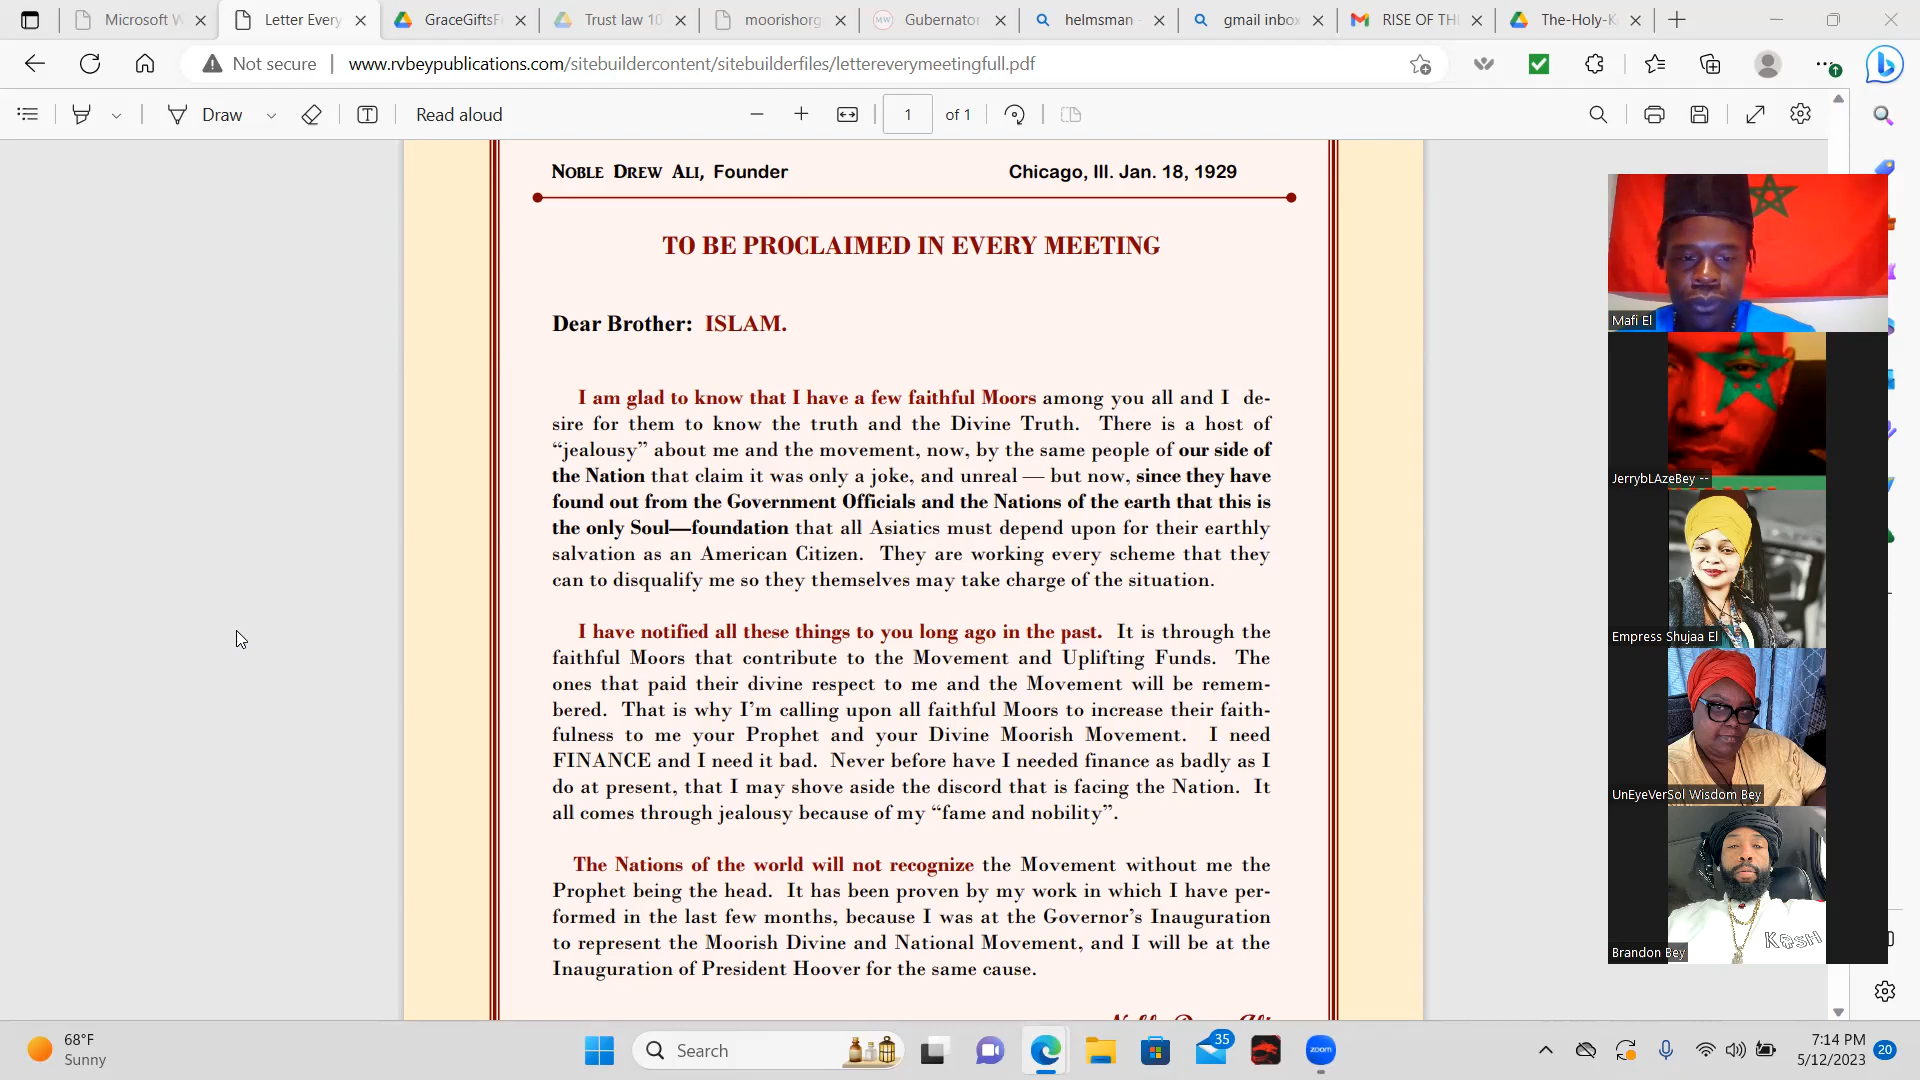 Microsoft W
Letter Every
GraceGiftsF
Trust law 10
moorishorg
Gubernator
helmsman -
gmail inbox
RISE OF TH
The-Holy-K
Not secure
www.rvbeypublications.com/sitebuildercontent/sitebuilderfiles/lettereverymeetingfull.pdf
Draw
Read aloud
1 of 1
NOBLE DREW ALI, Founder
Chicago, Ill. Jan. 18, 1929
TO BE PROCLAIMED IN EVERY MEETING
Dear Brother: ISLAM.
I am glad to know that I have a few faithful Moors among you all and I de-
sire for them to know the truth and the Divine Truth. There is a host of
“jealousy” about me and the movement, now, by the same people of our side of
the Nation that claim it was only a joke, and unreal — but now, since they have
found out from the Government Officials and the Nations of the earth that this is
the only Soul—foundation that all Asiatics must depend upon for their earthly
salvation as an American Citizen. They are working every scheme that they
can to disqualify me so they themselves may take charge of the situation.
I have notified all these things to you long ago in the past. It is through the
faithful Moors that contribute to the Movement and Uplifting Funds. The
ones that paid their divine respect to me and the Movement will be remem-
bered. That is why I’m calling upon all faithful Moors to increase their faith-
fulness to me your Prophet and your Divine Moorish Movement. I need
FINANCE and I need it bad. Never before have I needed finance as badly as I
do at present, that I may shove aside the discord that is facing the Nation. It
all comes through jealousy because of my “fame and nobility”.
The Nations of the world will not recognize the Movement without me the
Prophet being the head. It has been proven by my work in which I have per-
formed in the last few months, because I was at the Governor’s Inauguration
to represent the Moorish Divine and National Movement, and I will be at the
Inauguration of President Hoover for the same cause.
Noble Drew Ali
Mafi El
JerrybLAzeBey --
Empress Shujaa El
UnEyeVerSol Wisdom Bey
K@SH
Brandon Bey
68°F
Sunny
Search
35
zoom
7:14 PM
5/12/2023
20